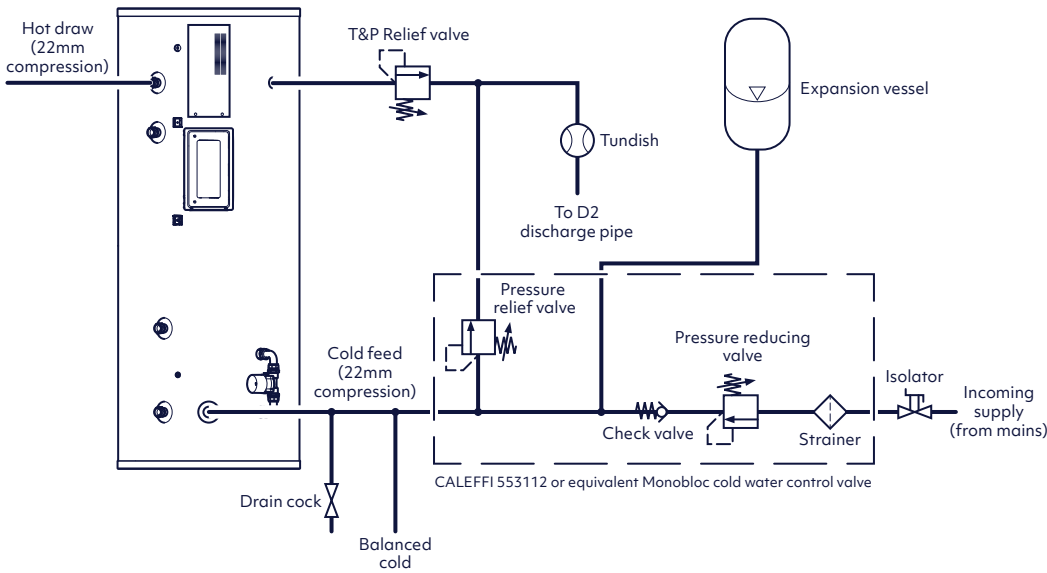 Hot draw
(22mm
compression)
T&P Relief valve
Expansion vessel
Tundish
To D2
discharge pipe
Pressure
relief valve
Pressure reducing
valve
Cold feed
(22mm
compression)
Isolator
Incoming
supply
(from mains)
Check valve
Strainer
CALEFFI 553112 or equivalent Monobloc cold water control valve
Drain cock
Balanced
cold